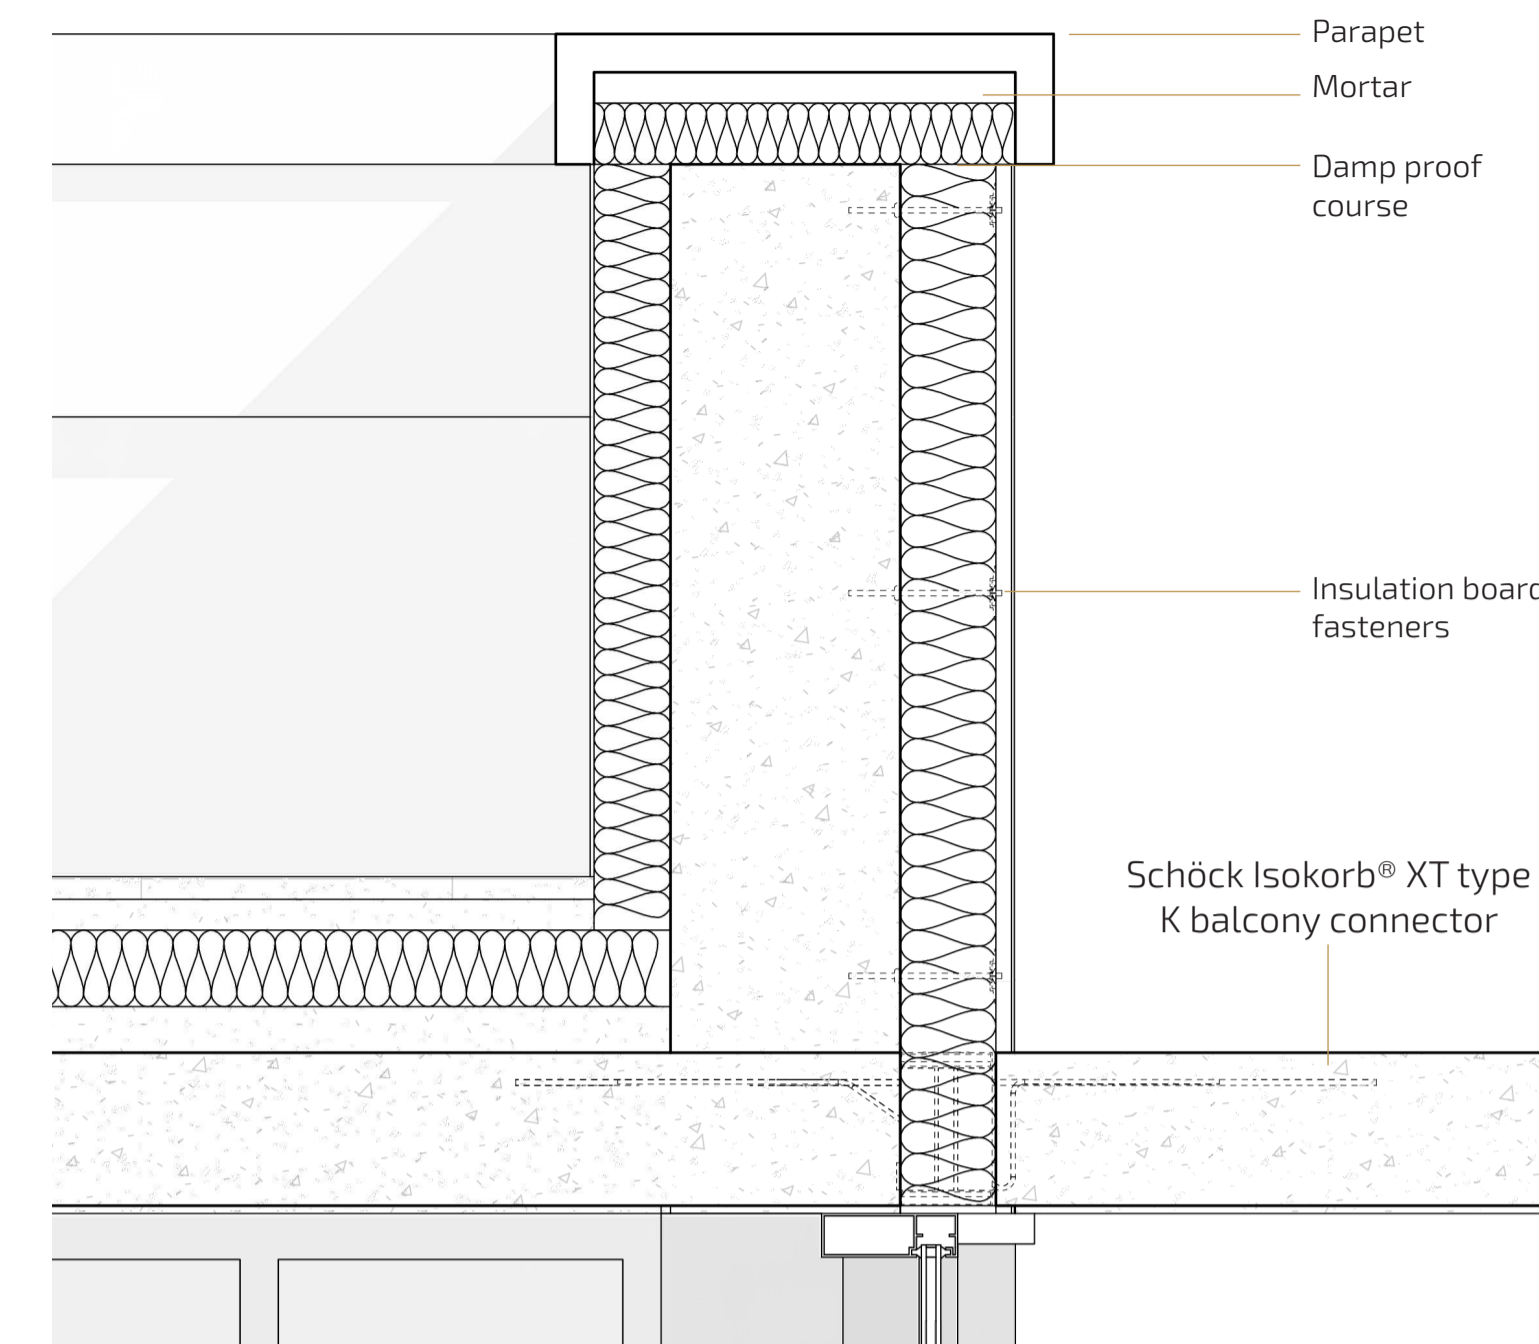 Parapet
Mortar
Damp proof
course
Insulation board
fasteners
Schöck Isokorb® XT type
K balcony connector